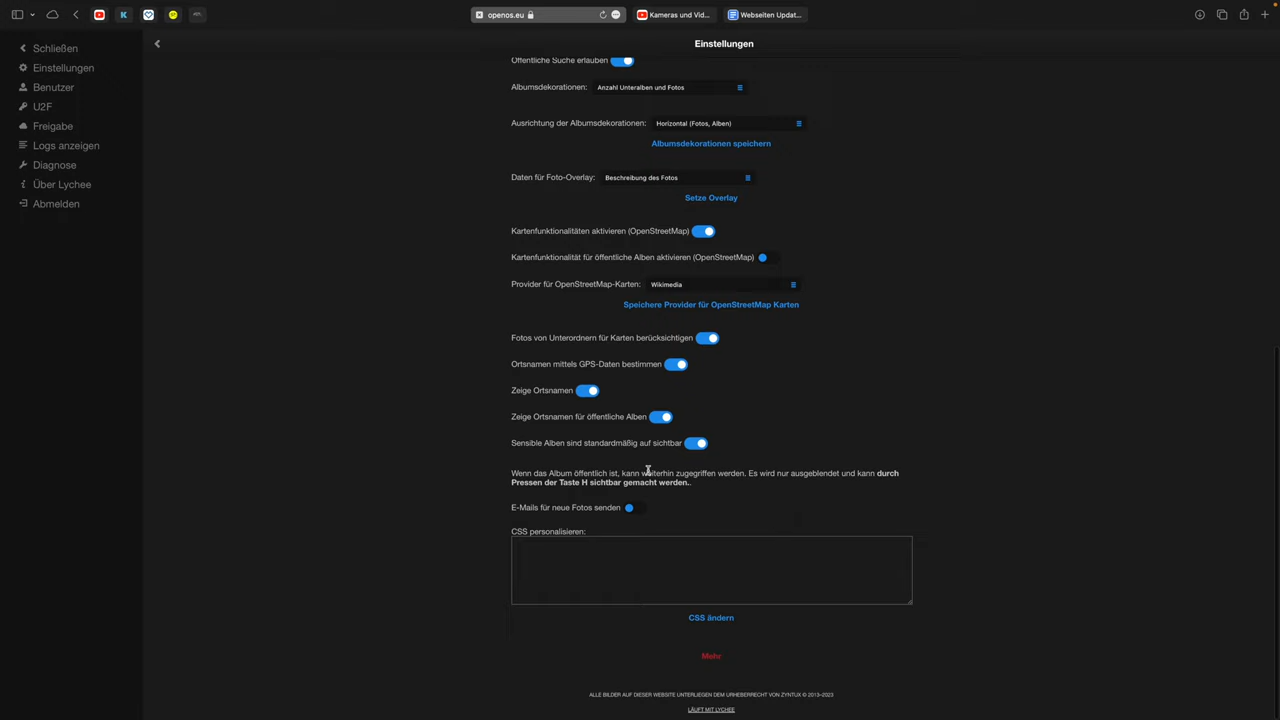 openos.eu
Kameras und Vid...
Webseiten Updat...
Schließen
Einstellungen
Benutzer
U2F
Freigabe
Logs anzeigen
Diagnose
Über Lychee
Abmelden
Einstellungen
Öffentliche Suche erlauben
Albumsdekorationen: Anzahl Unteralben und Fotos
Ausrichtung der Albumsdekorationen: Horizontal (Fotos, Alben)
Albumsdekorationen speichern
Daten für Foto-Overlay: Beschreibung des Fotos
Setze Overlay
Kartenfunktionalitäten aktivieren (OpenStreetMap)
Kartenfunktionalität für öffentliche Alben aktivieren (OpenStreetMap)
Provider für OpenStreetMap-Karten: Wikimedia
Speichere Provider für OpenStreetMap Karten
Fotos von Unterordnern für Karten berücksichtigen
Ortsnamen mittels GPS-Daten bestimmen
Zeige Ortsnamen
Zeige Ortsnamen für öffentliche Alben
Sensible Alben sind standardmäßig auf sichtbar
Wenn das Album öffentlich ist, kann weiterhin zugegriffen werden. Es wird nur ausgeblendet und kann durch
Pressen der Taste H sichtbar gemacht werden..
E-Mails für neue Fotos senden
CSS personalisieren:
CSS ändern
Mehr
ALLE BILDER AUF DIESER WEBSITE UNTERLIEGEN DEM URHEBERRECHT VON ZYNTUX © 2013–2023
LÄUFT MIT LYCHEE